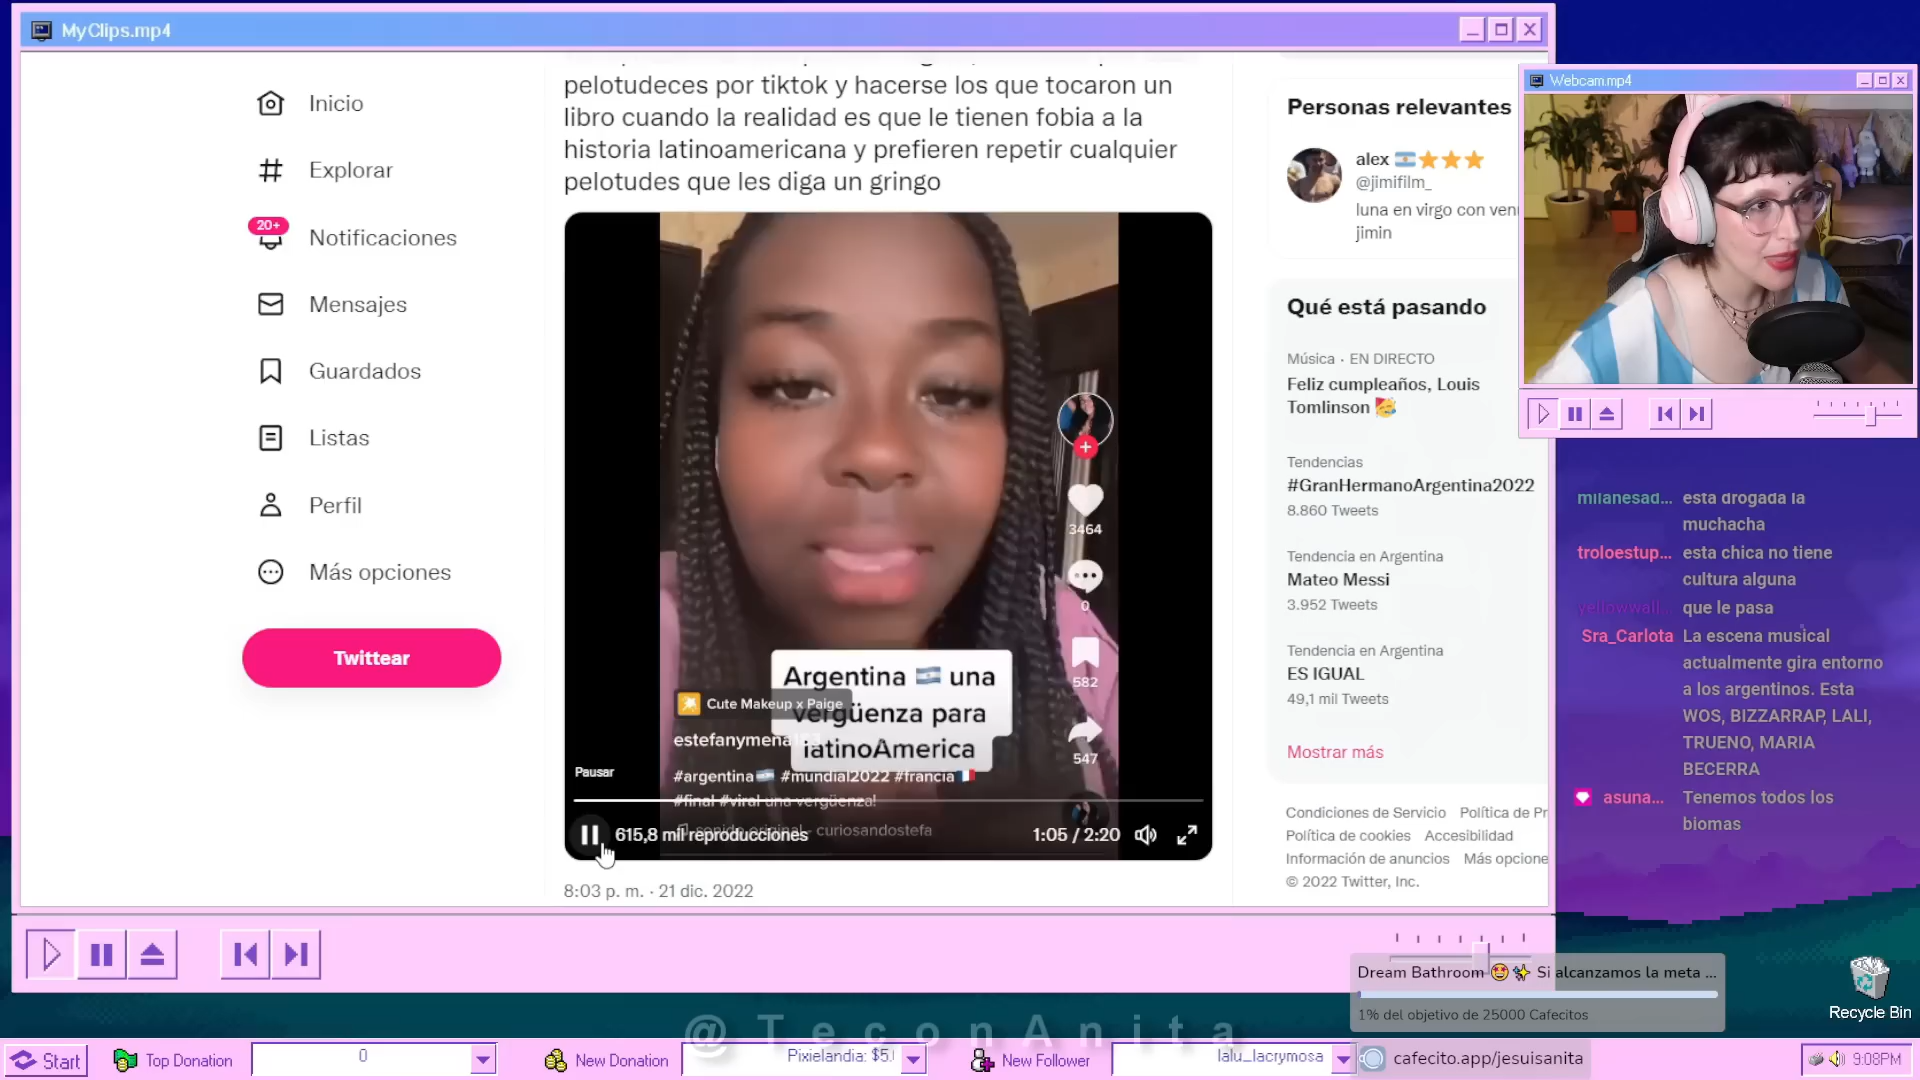 MyClips.mp4
Inicio
Explorar
20+
Notificaciones
Mensajes
Guardados
Listas
Perfil
Más opciones
Twittear
pelotudeces por tiktok y hacerse los que tocaron un
libro cuando la realidad es que le tienen fobia a la
historia latinoamericana y prefieren repetir cualquier
pelotudes que les diga un gringo
3464
0
582
547
Argentina 🇦🇷 una
vergüenza para
latinoAmerica
Cute Makeup x Paige
Pausar
#argentina🇦🇷 #mundial2022 #francia🇫🇷
#final #viral una vergüenza!
sonido original - curiosandostefa
615,8 mil reproducciones
1:05 / 2:20
8:03 p. m. · 21 dic. 2022
Personas relevantes
alex 🇦🇷⭐⭐⭐
@jimifilm_
luna en virgo con
jimin
Qué está pasando
Música · EN DIRECTO
Feliz cumpleaños, Louis
Tomlinson 🥳
Tendencias
#GranHermanoArgentina2022
8.860 Tweets
Tendencia en Argentina
Mateo Messi
3.952 Tweets
Tendencia en Argentina
ES IGUAL
49,1 mil Tweets
Mostrar más
Condiciones de Servicio Política de Pr
Política de cookies Accesibilidad
Información de anuncios Más opcione
© 2022 Twitter, Inc.
Webcam.mp4
milanesad... esta drogada la
muchacha
troloestup... esta chica no tiene
cultura alguna
yellowwall... que le pasa
Sra_Carlota La escena musical
actualmente gira entorno
a los argentinos. Esta
WOS, BIZZARRAP, LALI,
TRUENO, MARIA
BECERRA
asuna... Tenemos todos los
biomas
Dream Bathroom 🤩✨ Si alcanzamos la meta ...
1% del objetivo de 25000 Cafecitos
Recycle Bin
@TeconAnita
Start
Top Donation
0
New Donation
Pixielandia: $5.
New Follower
lalu_lacrymosa
cafecito.app/jesuisanita
9:08PM